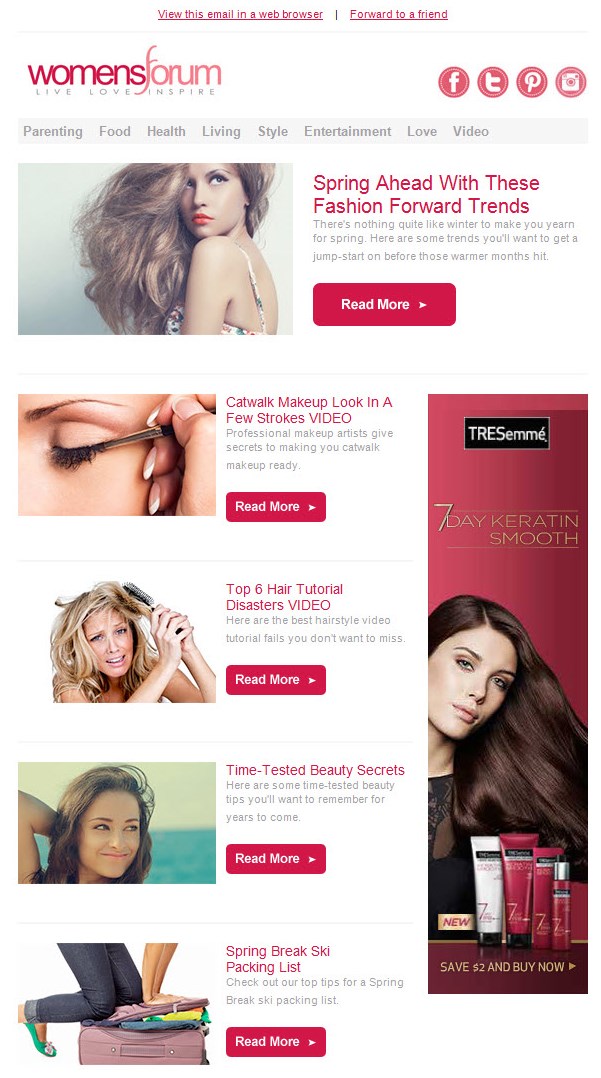 View this email in a web browser | Forward to a friend
womensforum
LIVE LOVE INSPIRE
Parenting Food Health Living Style Entertainment Love Video
Spring Ahead With These
Fashion Forward Trends
There's nothing quite like winter to make you yearn
for spring. Here are some trends you'll want to get a
jump-start on before those warmer months hit.
Read More ➤
Catwalk Makeup Look In A
Few Strokes VIDEO
Professional makeup artists give
secrets to making you catwalk
makeup ready.
Read More ➤
Top 6 Hair Tutorial
Disasters VIDEO
Here are the best hairstyle video
tutorial fails you don't want to miss.
Read More ➤
Time-Tested Beauty Secrets
Here are some time-tested beauty
tips you'll want to remember for
years to come.
Read More ➤
Spring Break Ski
Packing List
Check out our top tips for a Spring
Break ski packing list.
Read More ➤
TRESemmé
7 DAY KERATIN
SMOOTH
TRESemmé
TRESemmé
7
7
7
7
NEW
SAVE $2 AND BUY NOW